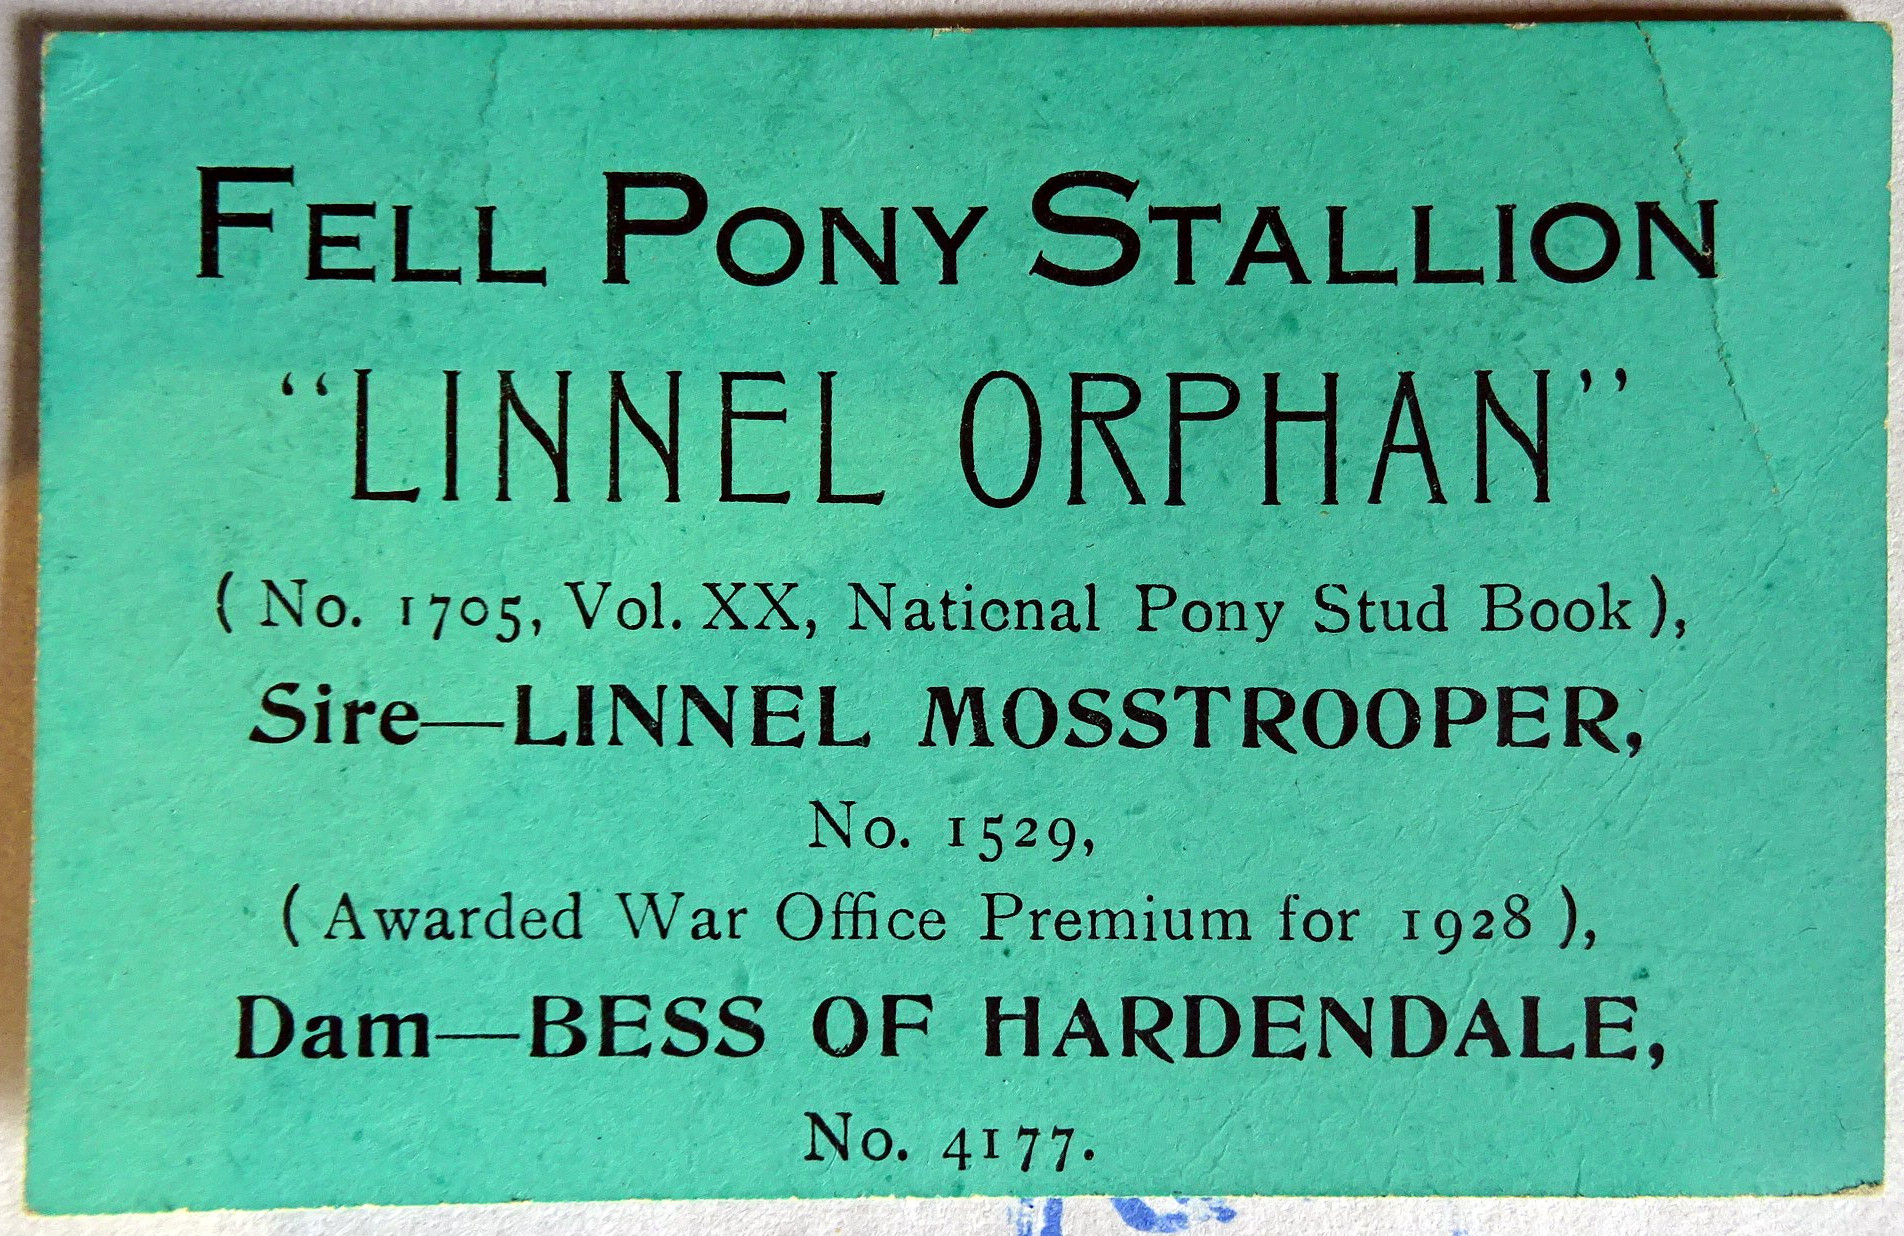 FELL PONY STALLION
“LINNEL ORPHAN”
(No. 1705, Vol. XX, National Pony Stud Book),
Sire—LINNEL MOSSTROOPER,
No. 1529,
(Awarded War Office Premium for 1928),
Dam—BESS OF HARDENDALE,
No. 4177.